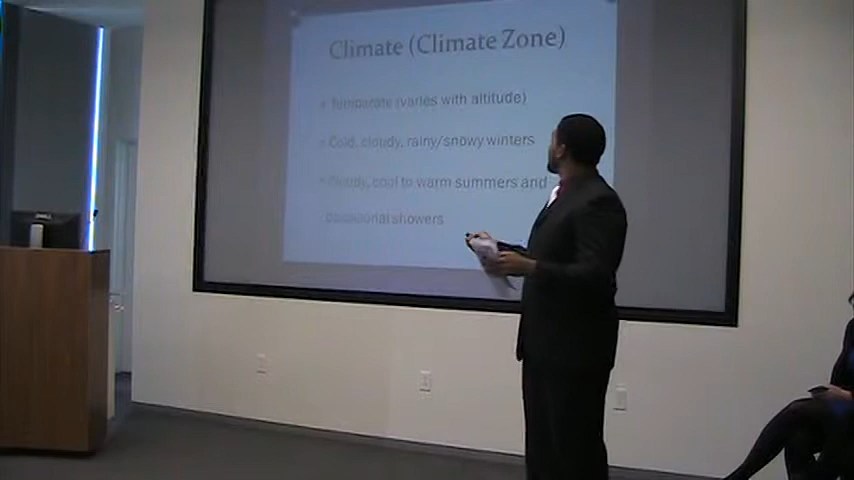 Climate (Climate Zone)
Temperate (varies with altitude)
Cold, cloudy, rainy/snowy winters
Cloudy, cool to warm summers and
occasional showers
DELL